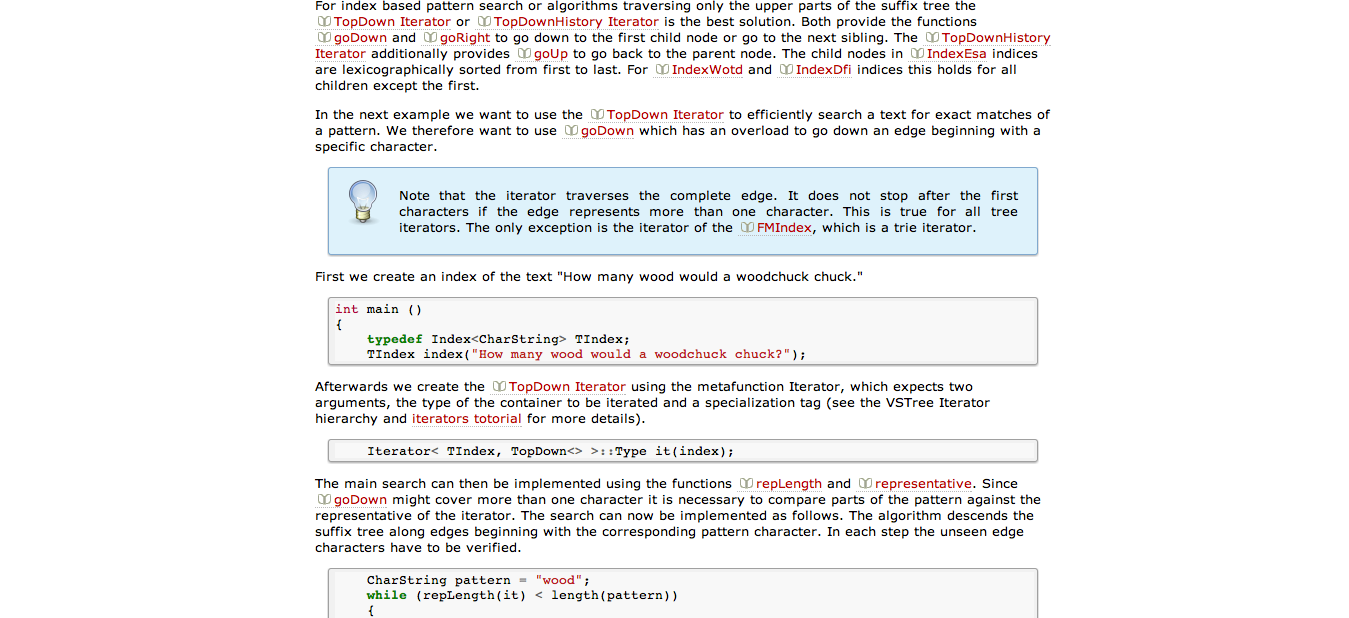 For index based pattern search or algorithms traversing only the upper parts of the suffix tree the
TopDown Iterator or TopDownHistory Iterator is the best solution. Both provide the functions
goDown and goRight to go down to the first child node or go to the next sibling. The TopDownHistory
Iterator additionally provides goUp to go back to the parent node. The child nodes in IndexEsa indices
are lexicographically sorted from first to last. For IndexWotd and IndexDfi indices this holds for all
children except the first.
In the next example we want to use the TopDown Iterator to efficiently search a text for exact matches of
a pattern. We therefore want to use goDown which has an overload to go down an edge beginning with a
specific character.
Note that the iterator traverses the complete edge. It does not stop after the first
characters if the edge represents more than one character. This is true for all tree
iterators. The only exception is the iterator of the FMIndex, which is a trie iterator.
First we create an index of the text "How many wood would a woodchuck chuck."
int main ()
{
    typedef Index<CharString> TIndex;
    TIndex index("How many wood would a woodchuck chuck?");
Afterwards we create the TopDown Iterator using the metafunction Iterator, which expects two
arguments, the type of the container to be iterated and a specialization tag (see the VSTree Iterator
hierarchy and iterators totorial for more details).
    Iterator< TIndex, TopDown<> >::Type it(index);
The main search can then be implemented using the functions repLength and representative. Since
goDown might cover more than one character it is necessary to compare parts of the pattern against the
representative of the iterator. The search can now be implemented as follows. The algorithm descends the
suffix tree along edges beginning with the corresponding pattern character. In each step the unseen edge
characters have to be verified.
    CharString pattern = "wood";
    while (repLength(it) < length(pattern))
    {